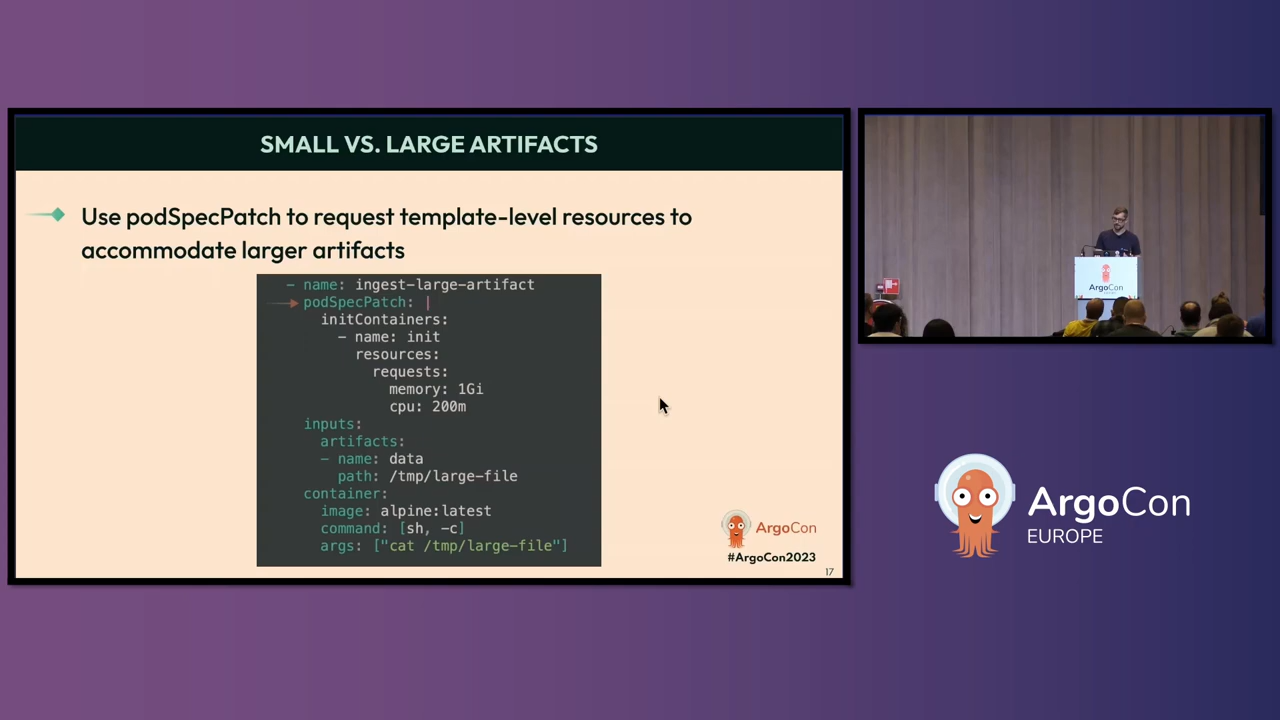 SMALL VS. LARGE ARTIFACTS
Use podSpecPatch to request template-level resources to
accommodate larger artifacts
- name: ingest-large-artifact
podSpecPatch: |
initContainers:
- name: init
resources:
requests:
memory: 1Gi
cpu: 200m
inputs:
artifacts:
- name: data
path: /tmp/large-file
container:
image: alpine:latest
command: [sh, -c]
args: ["cat /tmp/large-file"]
ArgoCon
#ArgoCon2023
17
ArgoCon
ArgoCon
EUROPE